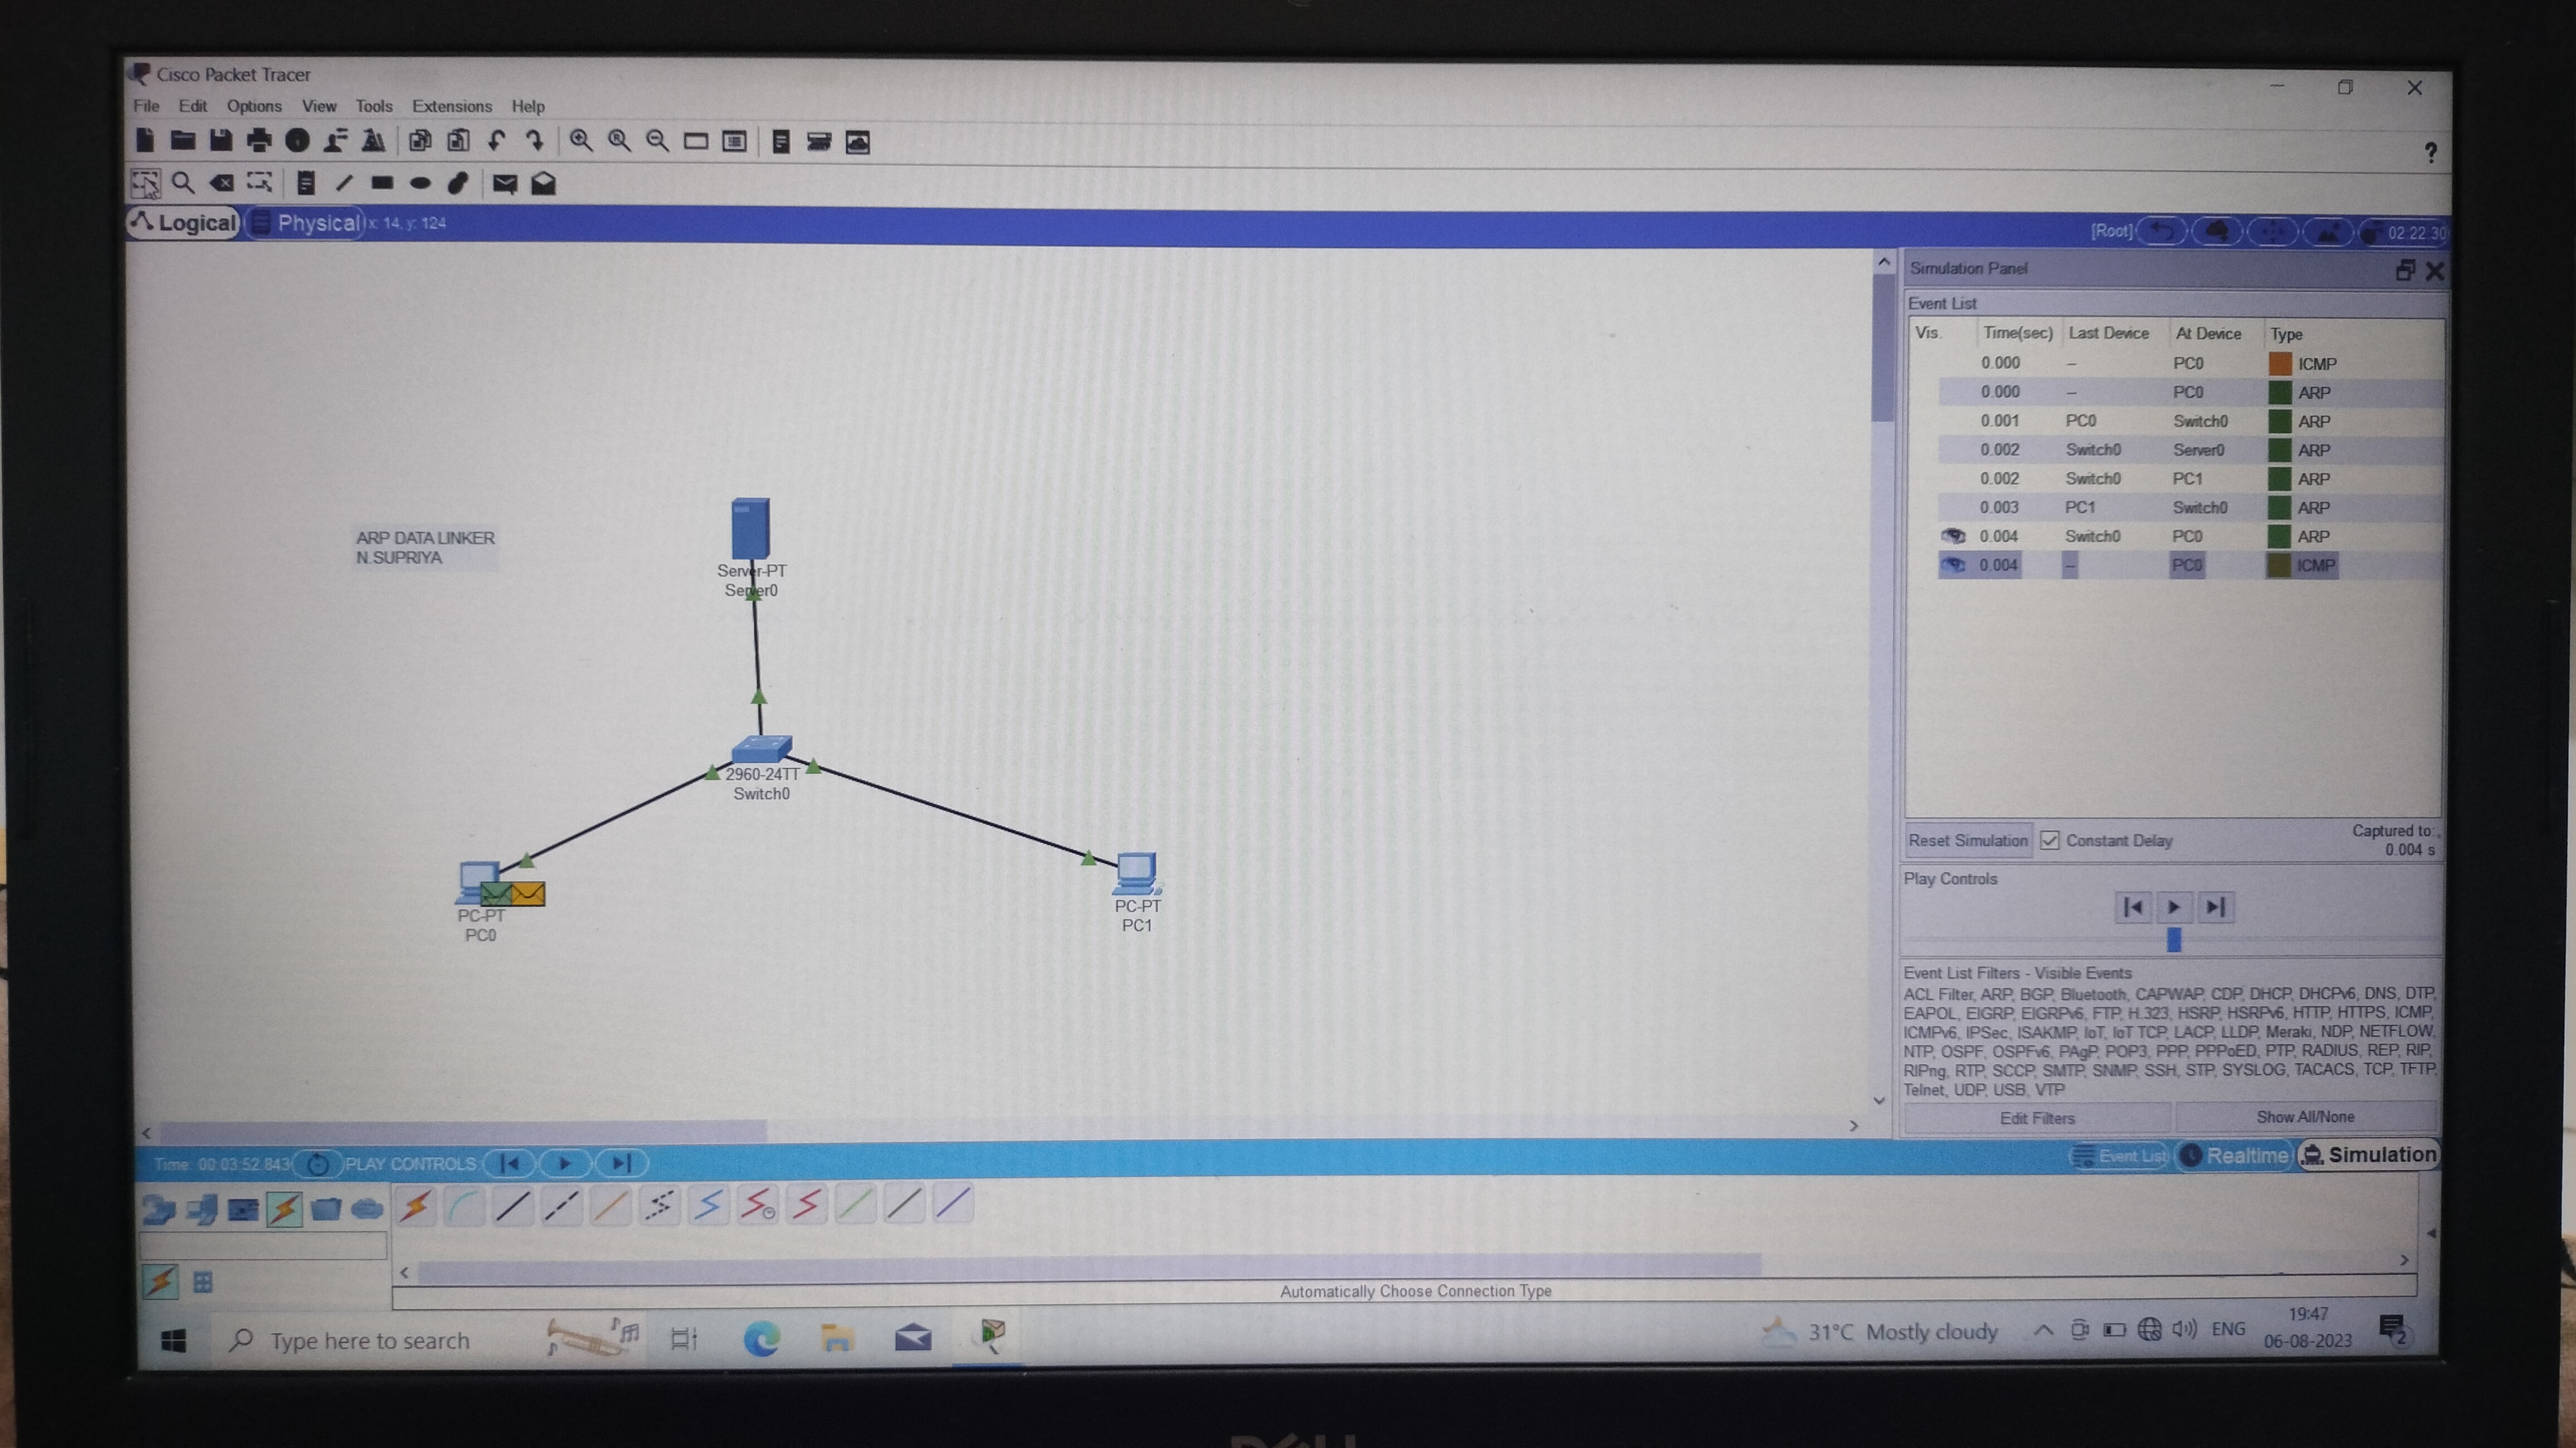 Cisco Packet Tracer
File Edit Options View Tools Extensions Help
?
Logical Physical x: 14, y: 124
[Root] 02:22:30
Simulation Panel
Event List
Vis. Time(sec) Last Device At Device Type
0.000 -- PC0 ICMP
0.000 -- PC0 ARP
0.001 PC0 Switch0 ARP
0.002 Switch0 Server0 ARP
0.002 Switch0 PC1 ARP
0.003 PC1 Switch0 ARP
0.004 Switch0 PC0 ARP
0.004 -- PC0 ICMP
ARP DATA LINKER
N.SUPRIYA
Server-PT
Server0
2960-24TT
Switch0
PC-PT
PC0
PC-PT
PC1
Reset Simulation Constant Delay
Captured to:
0.004 s
Play Controls
Event List Filters - Visible Events
ACL Filter, ARP, BGP, Bluetooth, CAPWAP, CDP, DHCP, DHCPv6, DNS, DTP,
EAPOL, EIGRP, EIGRPv6, FTP, H.323, HSRP, HSRPv6, HTTP, HTTPS, ICMP,
ICMPv6, IPSec, ISAKMP, IoT, IoT TCP, LACP, LLDP, Meraki, NDP, NETFLOW,
NTP, OSPF, OSPFv6, PAgP, POP3, PPP, PPPoED, PTP, RADIUS, REP, RIP,
RIPng, RTP, SCCP, SMTP, SNMP, SSH, STP, SYSLOG, TACACS, TCP, TFTP,
Telnet, UDP, USB, VTP
Edit Filters Show All/None
Time: 00:03:52.843 PLAY CONTROLS: Event List Realtime Simulation
Automatically Choose Connection Type
Type here to search
31°C Mostly cloudy
ENG
19:47
06-08-2023
2
DELL